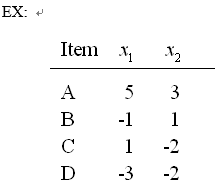 EX: ↵
Item x₁ x₂
A 5 3
B -1 1
C 1 -2
D -3 -2